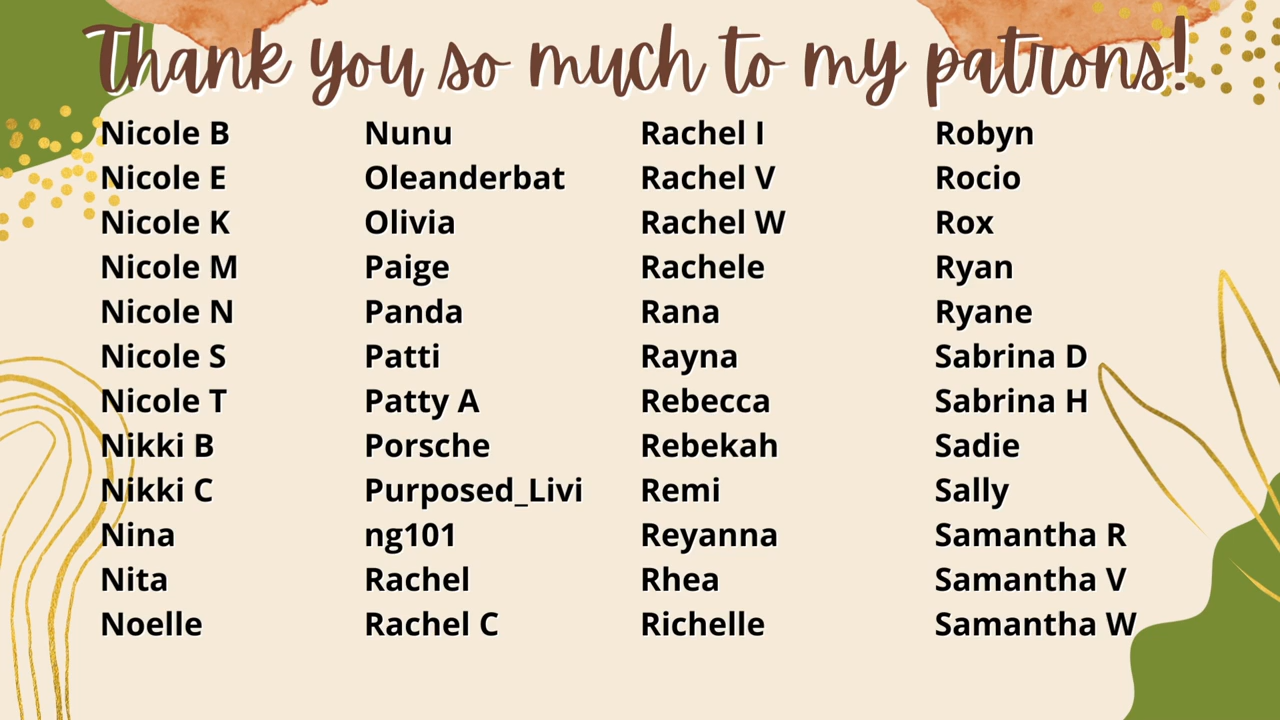 Thank you so much to my patrons!
Nicole B
Nicole E
Nicole K
Nicole M
Nicole N
Nicole S
Nicole T
Nikki B
Nikki C
Nina
Nita
Noelle
Nunu
Oleanderbat
Olivia
Paige
Panda
Patti
Patty A
Porsche
Purposed_Livi
ng101
Rachel
Rachel C
Rachel I
Rachel V
Rachel W
Rachele
Rana
Rayna
Rebecca
Rebekah
Remi
Reyanna
Rhea
Richelle
Robyn
Rocio
Rox
Ryan
Ryane
Sabrina D
Sabrina H
Sadie
Sally
Samantha R
Samantha V
Samantha W